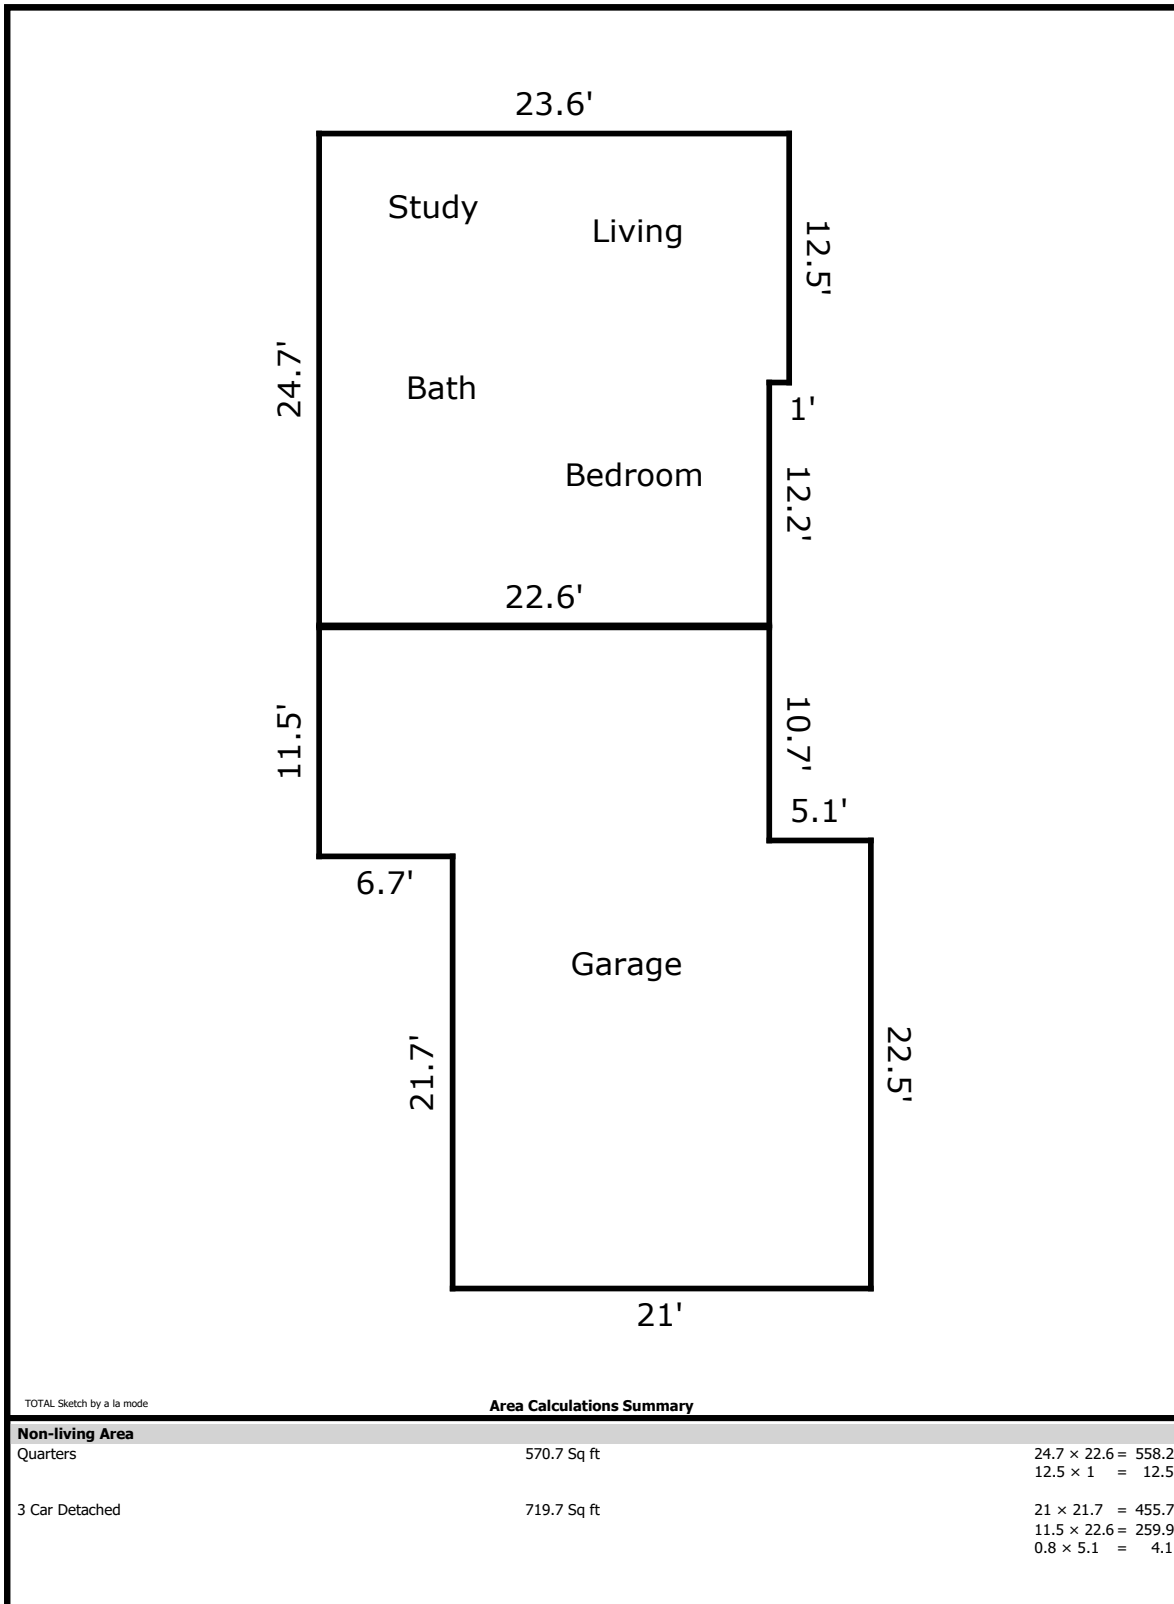 23.6'
Study
Living
12.5'
24.7'
Bath
1'
Bedroom
12.2'
22.6'
11.5'
10.7'
5.1'
6.7'
Garage
21.7'
22.5'
21'
TOTAL Sketch by a la mode
Area Calculations Summary
Non-living Area
Quarters 570.7 Sq ft 24.7 × 22.6 = 558.2
12.5 × 1 = 12.5
3 Car Detached 719.7 Sq ft 21 × 21.7 = 455.7
11.5 × 22.6 = 259.9
0.8 × 5.1 = 4.1